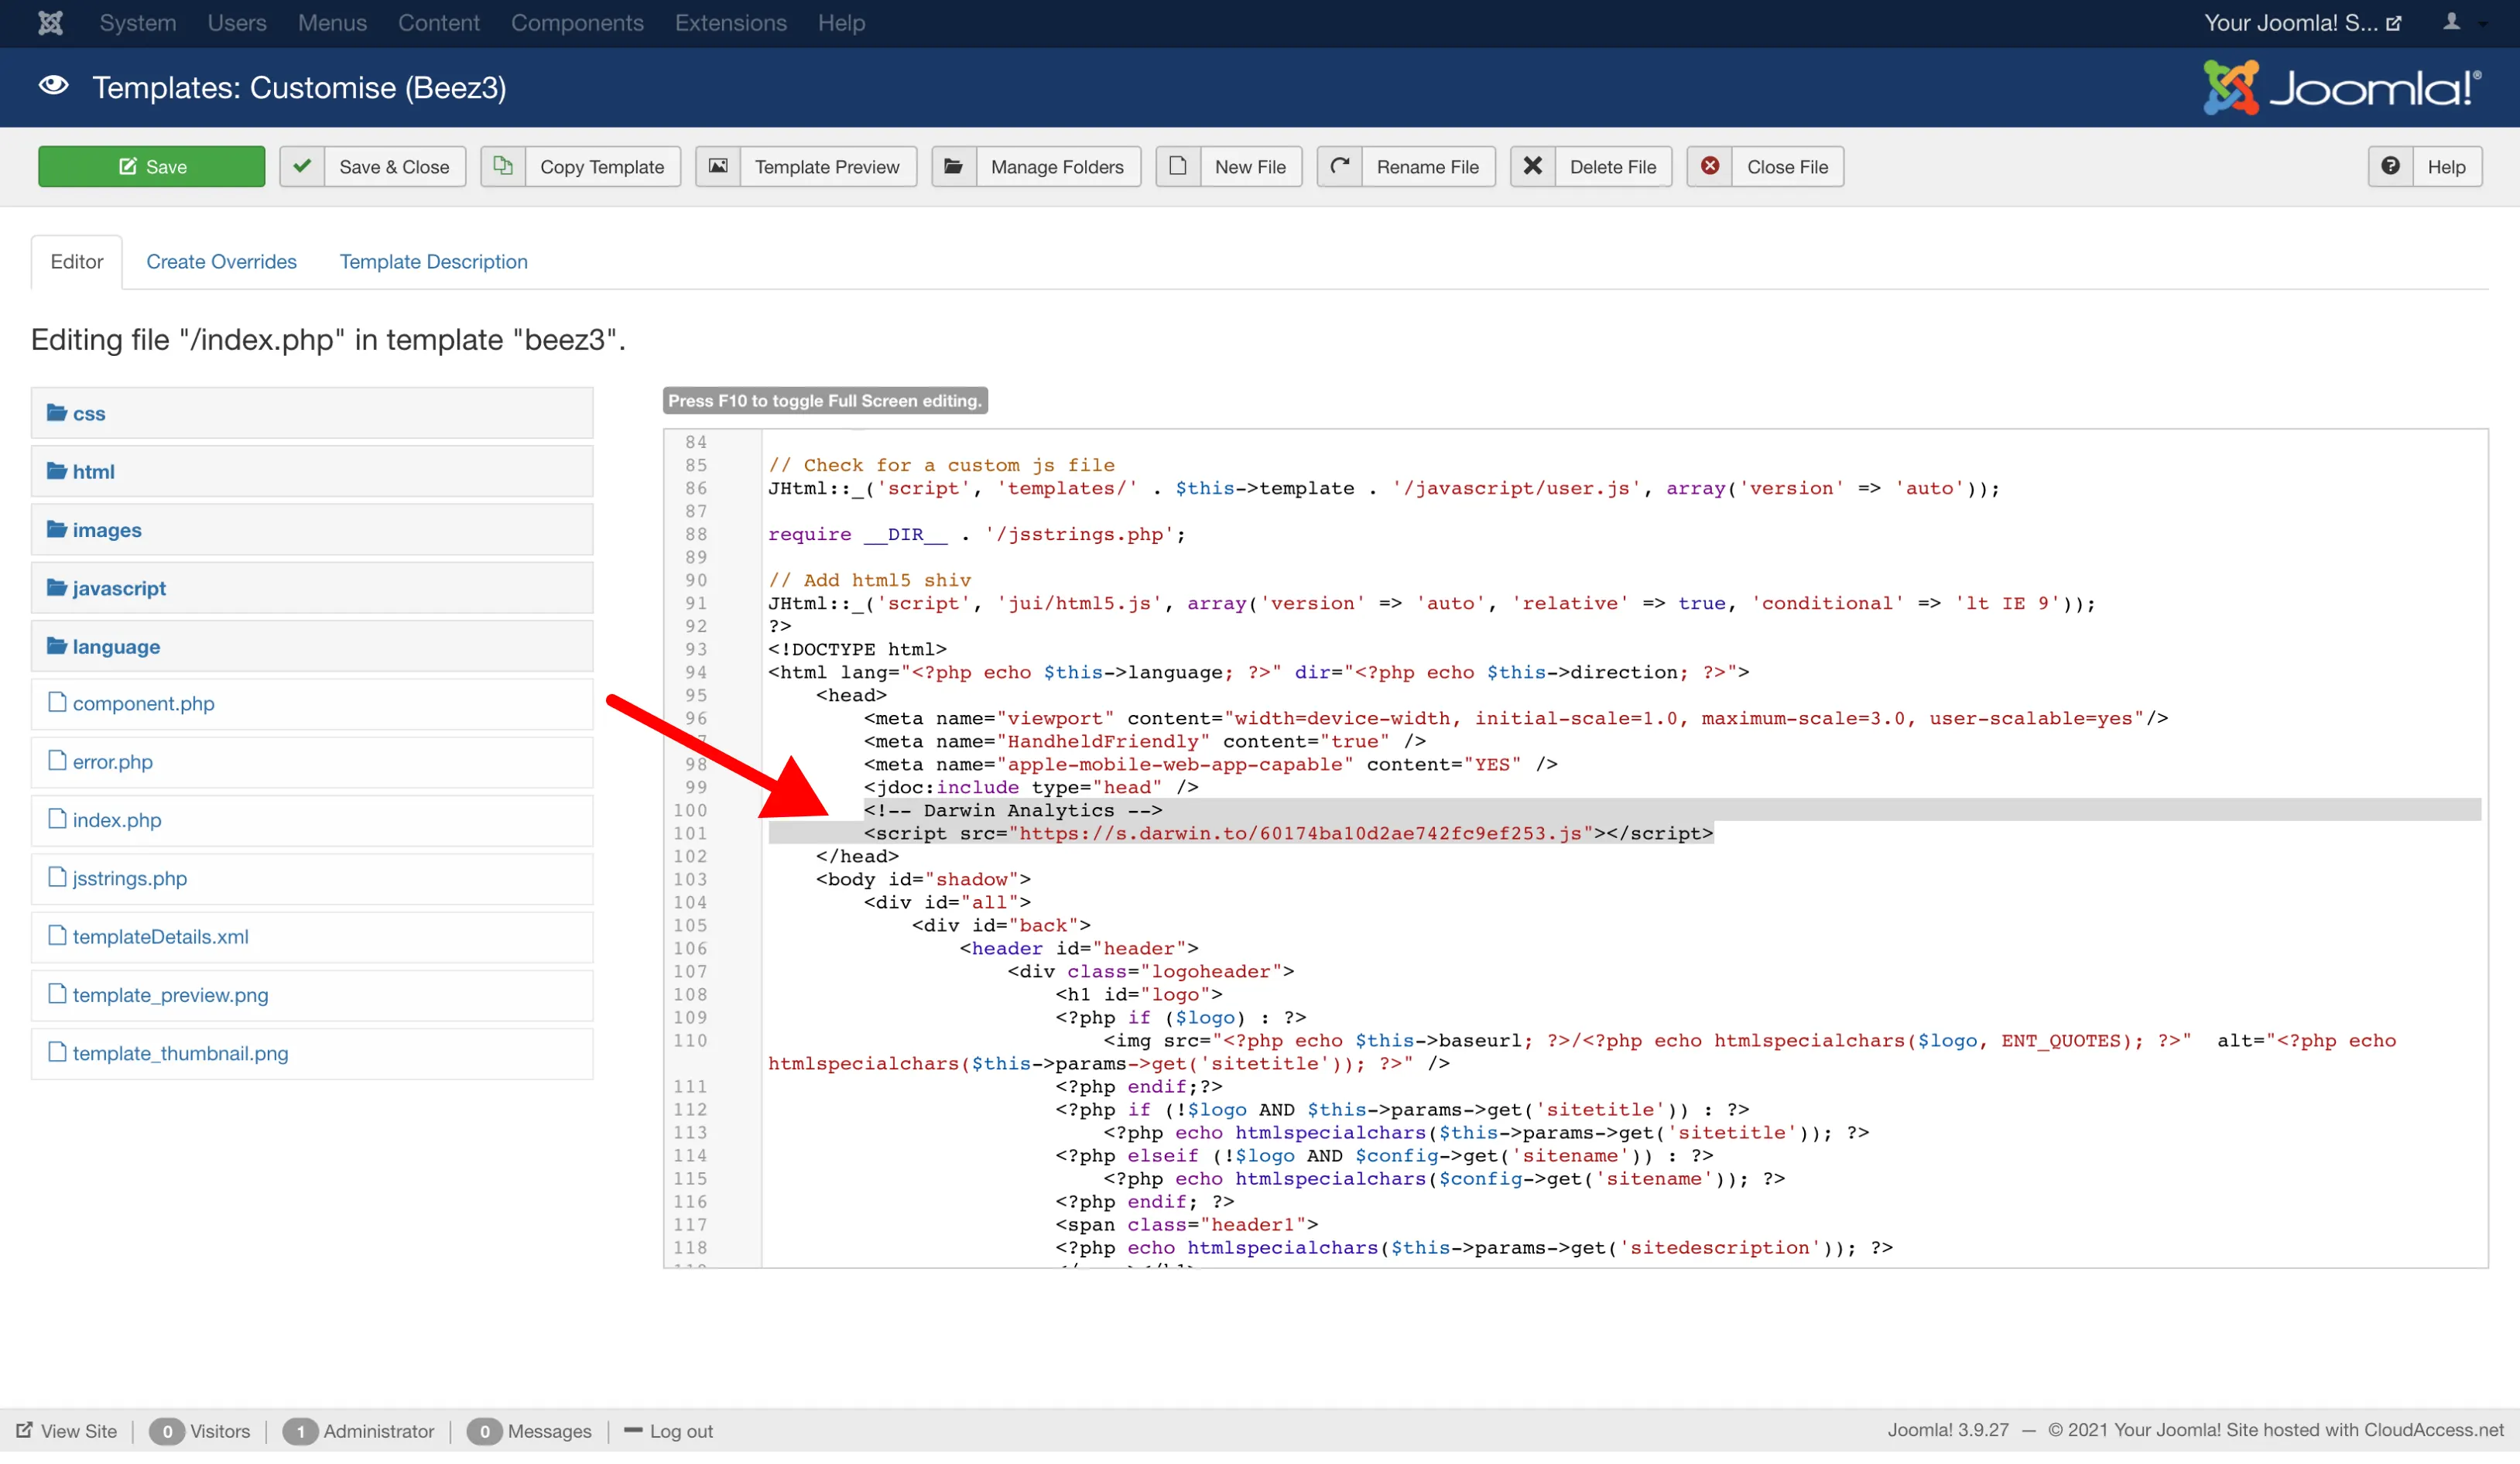 System Users Menus Content Components Extensions Help Your Joomla! S...
Templates: Customise (Beez3) Joomla!®
Save Save & Close Copy Template Template Preview Manage Folders New File Rename File Delete File Close File Help
Editor Create Overrides Template Description
Editing file "/index.php" in template "beez3".
css
html
images
javascript
language
component.php
error.php
index.php
jsstrings.php
templateDetails.xml
template_preview.png
template_thumbnail.png
Press F10 to toggle Full Screen editing.
84
85 // Check for a custom js file
86 JHtml::_('script', 'templates/' . $this->template . '/javascript/user.js', array('version' => 'auto'));
87
88 require __DIR__ . '/jsstrings.php';
89
90 // Add html5 shiv
91 JHtml::_('script', 'jui/html5.js', array('version' => 'auto', 'relative' => true, 'conditional' => 'lt IE 9'));
92 ?>
93 <!DOCTYPE html>
94 <html lang="<?php echo $this->language; ?>" dir="<?php echo $this->direction; ?>">
95 <head>
96 <meta name="viewport" content="width=device-width, initial-scale=1.0, maximum-scale=3.0, user-scalable=yes"/>
<meta name="HandheldFriendly" content="true" />
98 <meta name="apple-mobile-web-app-capable" content="YES" />
99 <jdoc:include type="head" />
100 <!-- Darwin Analytics -->
101 <script src="https://s.darwin.to/60174ba10d2ae742fc9ef253.js"></script>
102 </head>
103 <body id="shadow">
104 <div id="all">
105 <div id="back">
106 <header id="header">
107 <div class="logoheader">
108 <h1 id="logo">
109 <?php if ($logo) : ?>
110 <img src="<?php echo $this->baseurl; ?>/<?php echo htmlspecialchars($logo, ENT_QUOTES); ?>" alt="<?php echo
htmlspecialchars($this->params->get('sitetitle')); ?>" />
111 <?php endif;?>
112 <?php if (!$logo AND $this->params->get('sitetitle')) : ?>
113 <?php echo htmlspecialchars($this->params->get('sitetitle')); ?>
114 <?php elseif (!$logo AND $config->get('sitename')) : ?>
115 <?php echo htmlspecialchars($config->get('sitename')); ?>
116 <?php endif; ?>
117 <span class="header1">
118 <?php echo htmlspecialchars($this->params->get('sitedescription')); ?>
View Site 0 Visitors 1 Administrator 0 Messages Log out
Joomla! 3.9.27 — © 2021 Your Joomla! Site hosted with CloudAccess.net